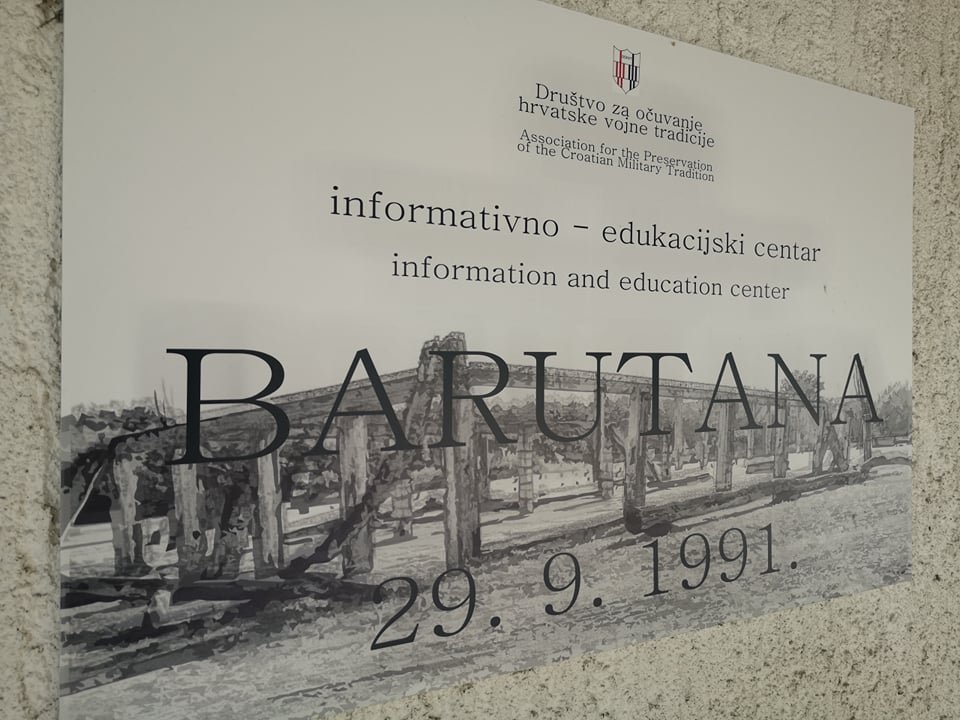 Društvo za očuvanje
hrvatske vojne tradicije
Association for the Preservation
of the Croatian Military Tradition
informativno – edukacijski centar
information and education center
BARUTANA
29. 9. 1991.